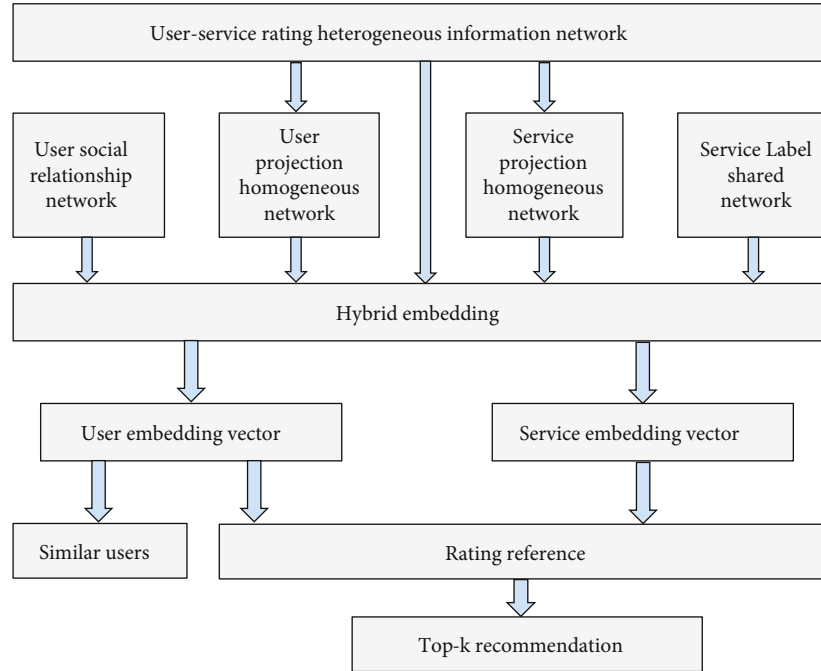 User-service rating heterogeneous information network
User social
relationship
network
User
projection
homogeneous
network
Service
projection
homogeneous
network
Service Label
shared
network
Hybrid embedding
User embedding vector
Service embedding vector
Similar users
Rating reference
Top-k recommendation